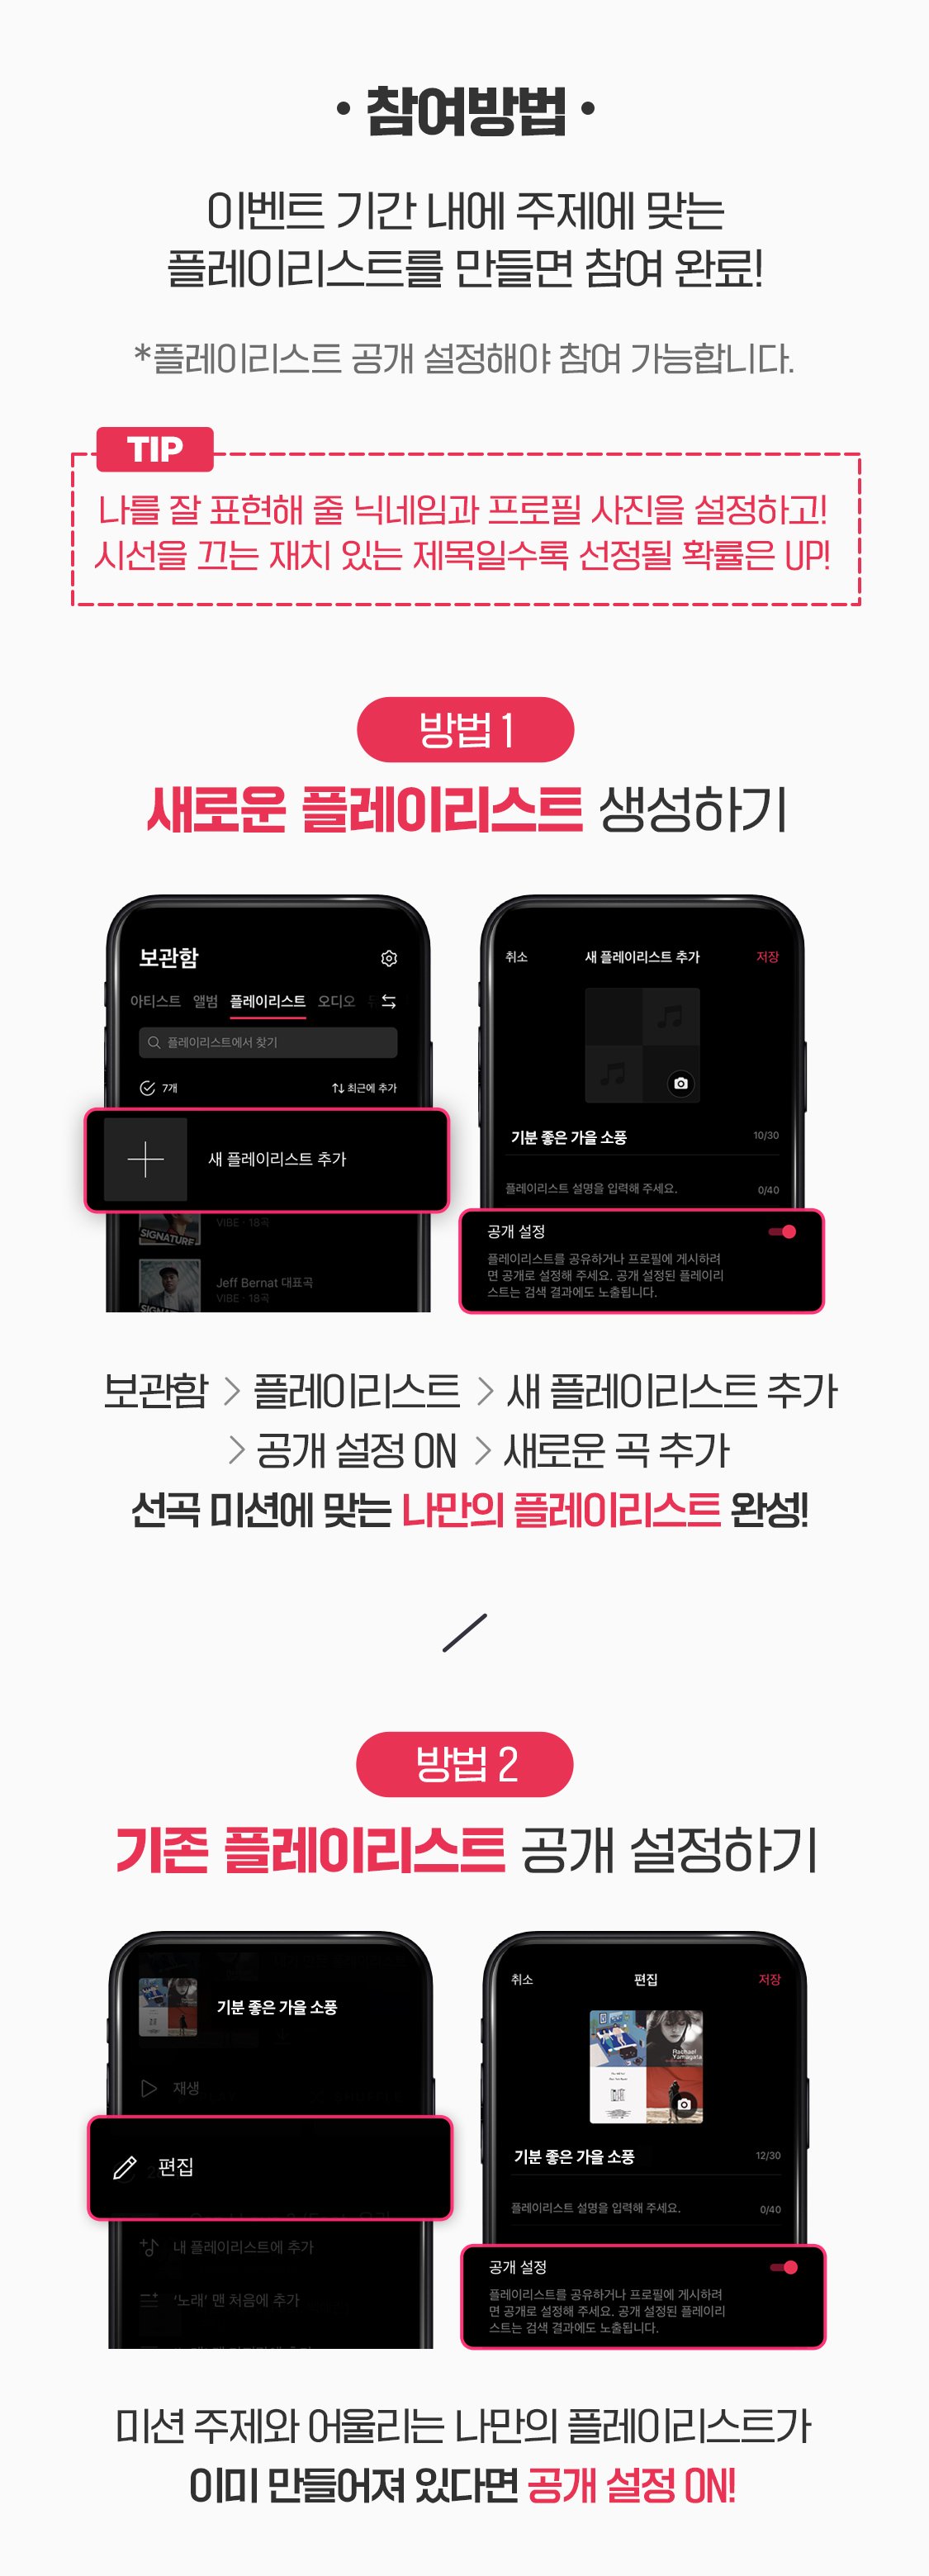 • 참여방법 •
이벤트 기간 내에 주제에 맞는
플레이리스트를 만들면 참여 완료!
*플레이리스트 공개 설정해야 참여 가능합니다.
TIP
나를 잘 표현해 줄 닉네임과 프로필 사진을 설정하고!
시선을 끄는 재치 있는 제목일수록 선정될 확률은 UP!
방법 1
새로운 플레이리스트 생성하기
보관함
아티스트 앨범 플레이리스트 오디오
플레이리스트에서 찾기
7개 최근에 추가
새 플레이리스트 추가
SIGNATURE
VIBE · 18곡
Jeff Bernat 대표곡
VIBE · 18곡
취소 새 플레이리스트 추가 저장
기분 좋은 가을 소풍 10/30
플레이리스트 설명을 입력해 주세요. 0/40
공개 설정
플레이리스트를 공유하거나 프로필에 게시하려
면 공개로 설정해 주세요. 공개 설정된 플레이리
스트는 검색 결과에도 노출됩니다.
보관함 > 플레이리스트 > 새 플레이리스트 추가
> 공개 설정 ON > 새로운 곡 추가
선곡 미션에 맞는 나만의 플레이리스트 완성!
방법 2
기존 플레이리스트 공개 설정하기
기분 좋은 가을 소풍
재생
편집
내 플레이리스트에 추가
‘노래’ 맨 처음에 추가
취소 편집 저장
Rachael
Yamagata
기분 좋은 가을 소풍 12/30
플레이리스트 설명을 입력해 주세요. 0/40
공개 설정
플레이리스트를 공유하거나 프로필에 게시하려
면 공개로 설정해 주세요. 공개 설정된 플레이리
스트는 검색 결과에도 노출됩니다.
미션 주제와 어울리는 나만의 플레이리스트가
이미 만들어져 있다면 공개 설정 ON!